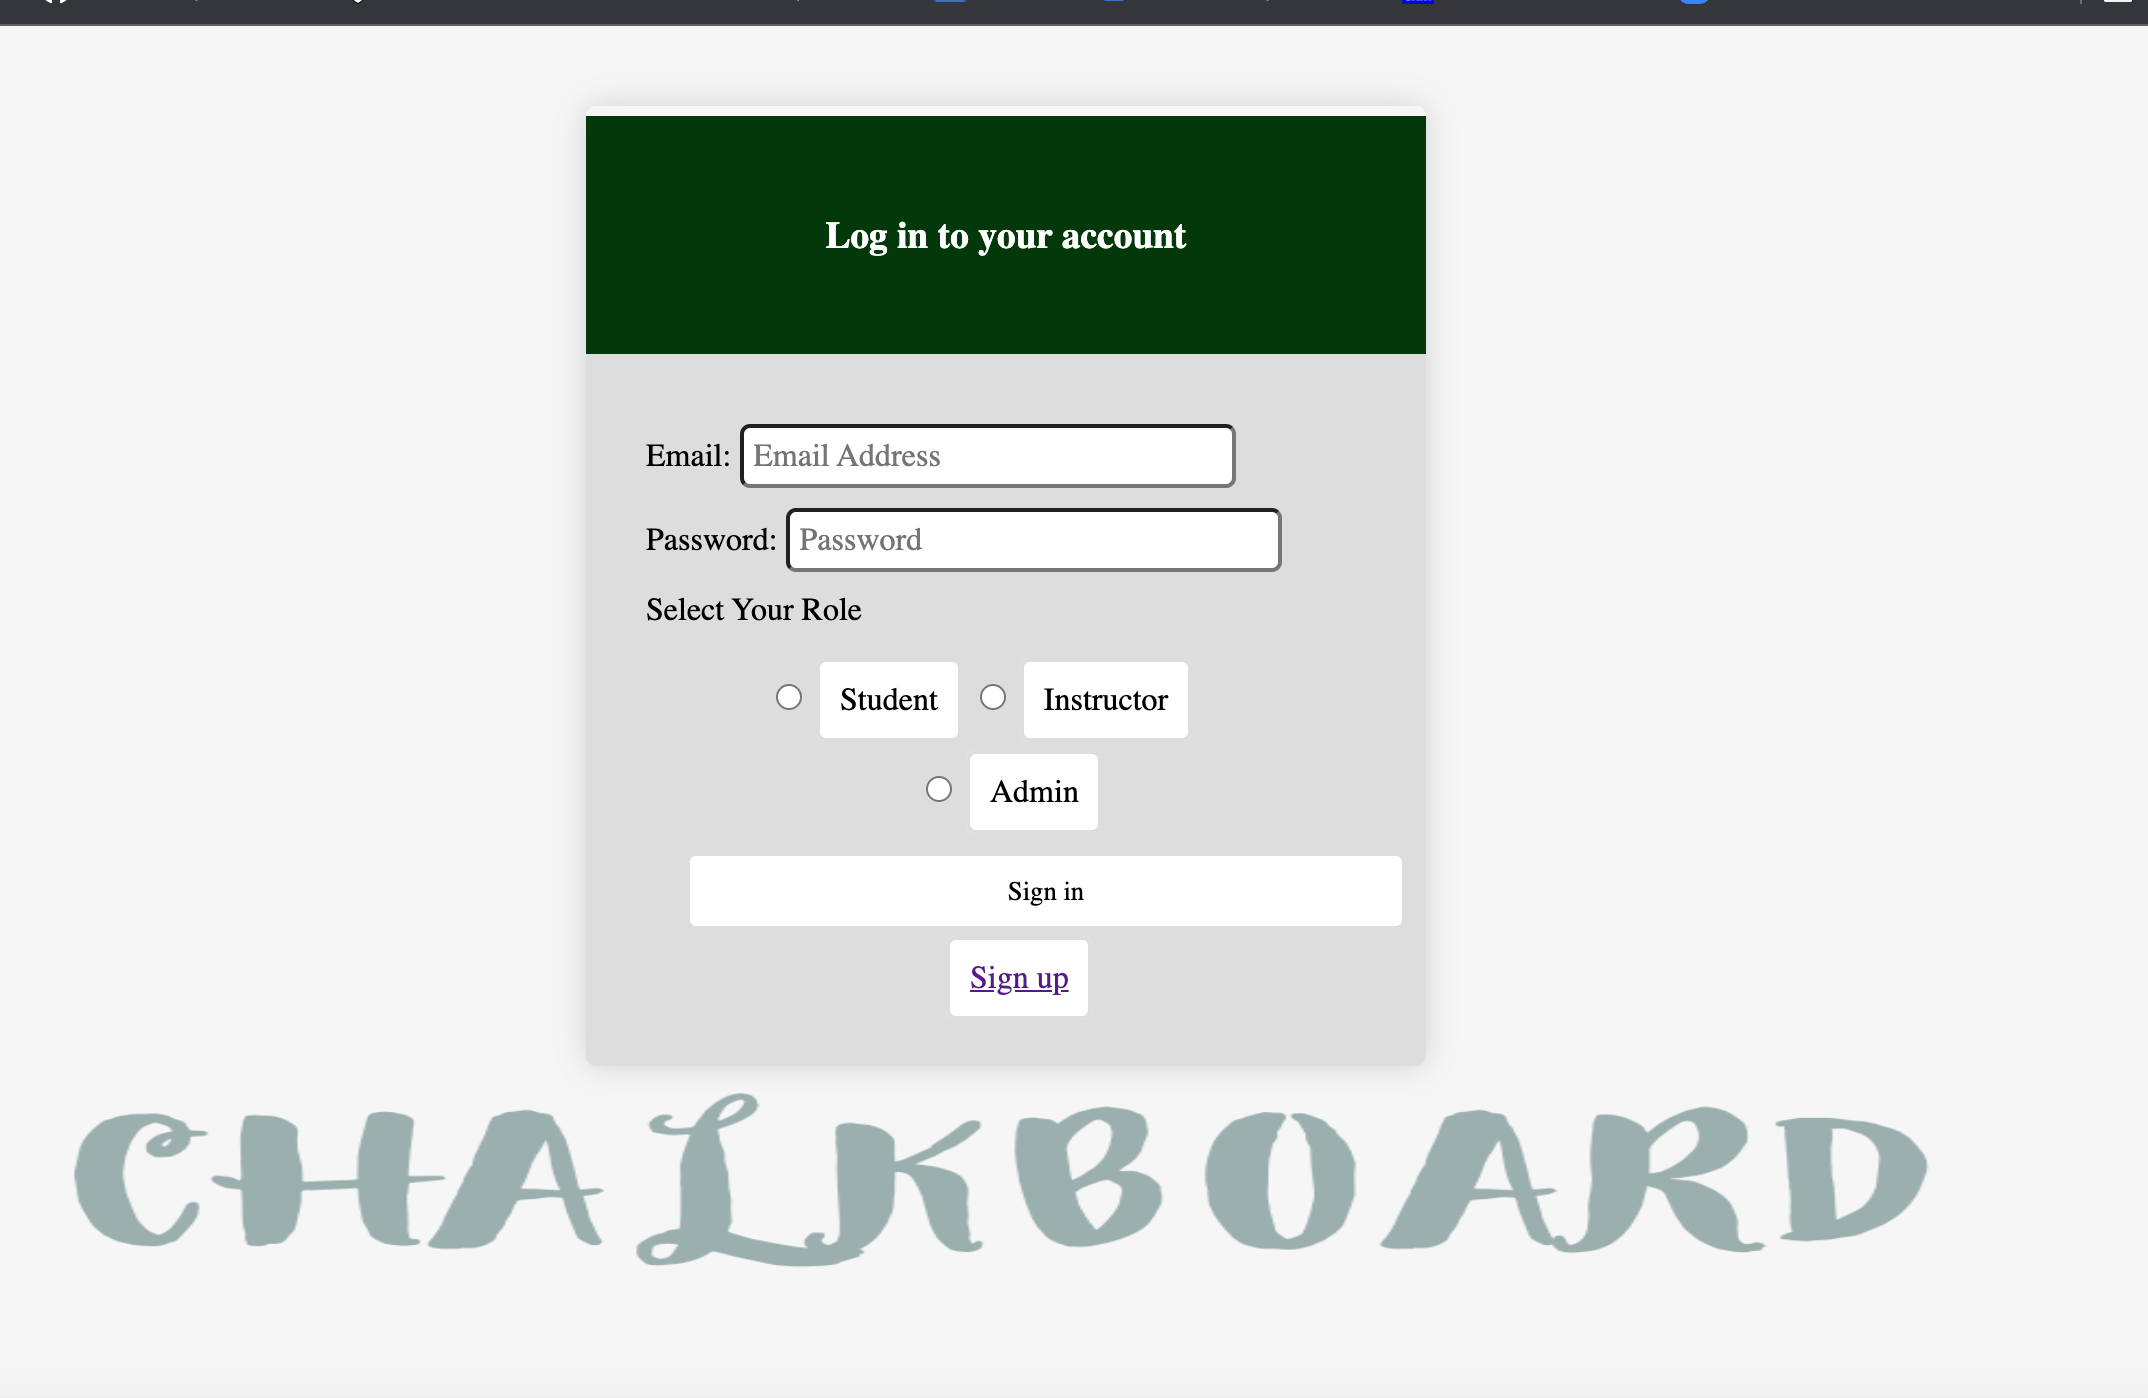 Log in to your account
Email: Email Address
Password: Password
Select Your Role
Student Instructor
Admin
Sign in
Sign up
CHALKBOARD